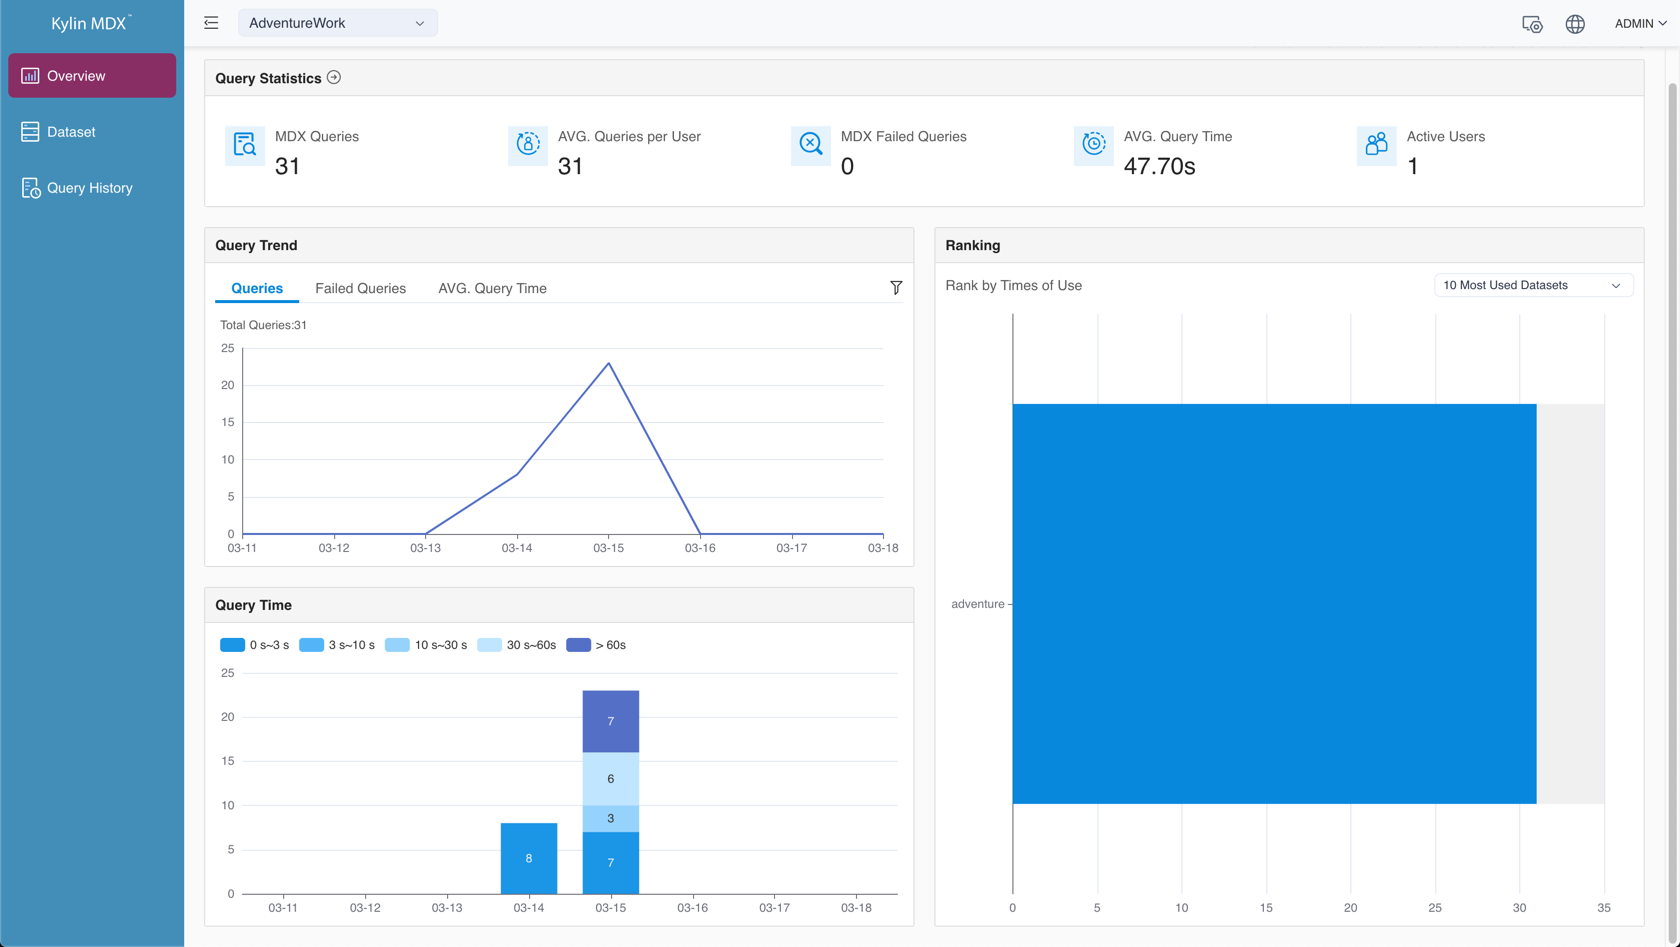 Kylin MDX™
AdventureWork
ADMIN
Overview
Dataset
Query History
Query Statistics
MDX Queries
31
AVG. Queries per User
31
MDX Failed Queries
0
AVG. Query Time
47.70s
Active Users
1
Query Trend
Queries
Failed Queries
AVG. Query Time
Total Queries:31
25
20
15
10
5
0
03-11
03-12
03-13
03-14
03-15
03-16
03-17
03-18
Query Time
0 s~3 s
3 s~10 s
10 s~30 s
30 s~60s
> 60s
25
20
15
10
5
0
7
6
3
8
7
03-11
03-12
03-13
03-14
03-15
03-16
03-17
03-18
Ranking
Rank by Times of Use
10 Most Used Datasets
adventure
0
5
10
15
20
25
30
35